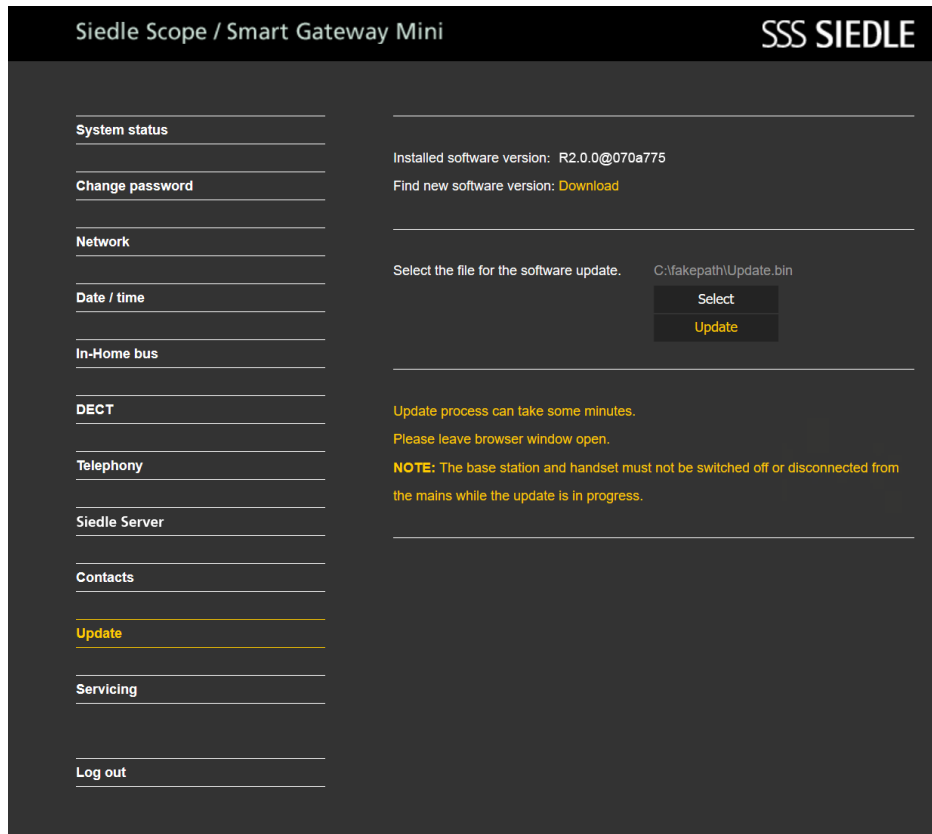 Siedle Scope / Smart Gateway Mini
SSS SIEDLE
System status
Change password
Network
Date / time
In-Home bus
DECT
Telephony
Siedle Server
Contacts
Update
Servicing
Log out
Installed software version: R2.0.0@070a775
Find new software version: Download
Select the file for the software update. C:\fakepath\Update.bin
Select
Update
Update process can take some minutes.
Please leave browser window open.
NOTE: The base station and handset must not be switched off or disconnected from
the mains while the update is in progress.